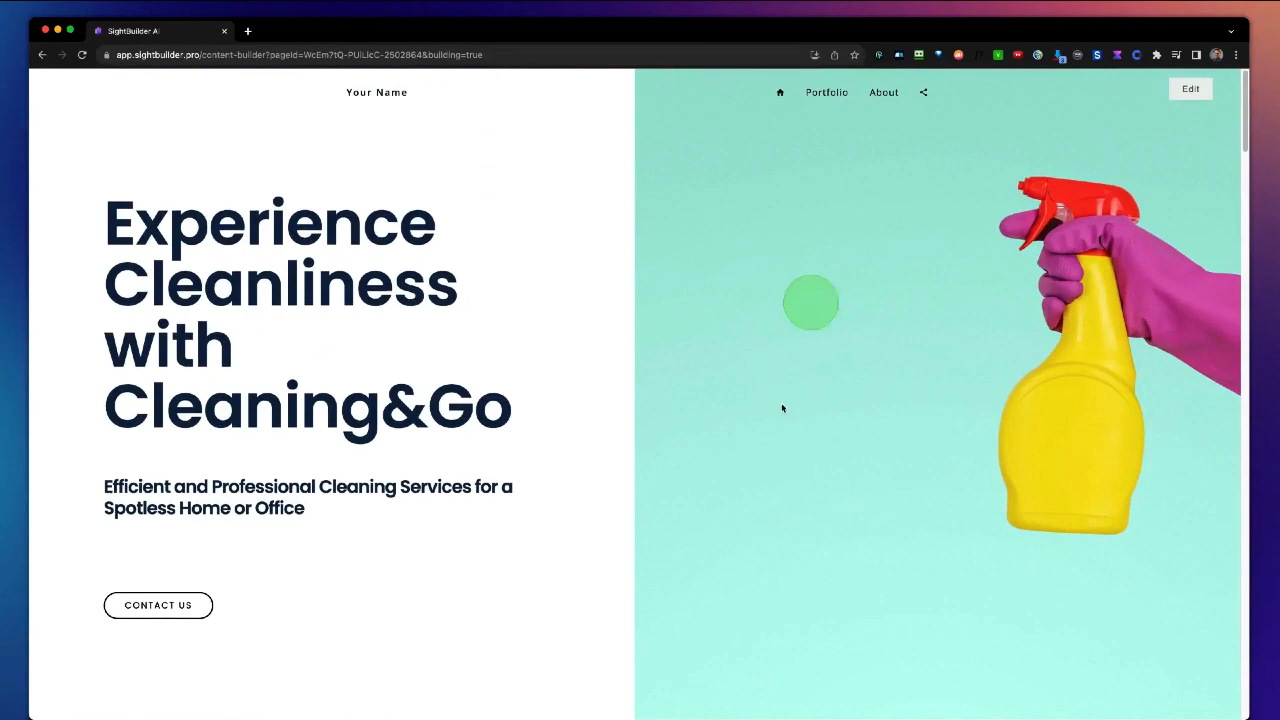 SightBuilder AI
app.sightbuilder.pro/content-builder?pageId=WcEm7tQ-PUiLIcC-2502864&building=true
Your Name
Portfolio
About
Edit
Experience
Cleanliness
with
Cleaning&Go
Efficient and Professional Cleaning Services for a
Spotless Home or Office
CONTACT US